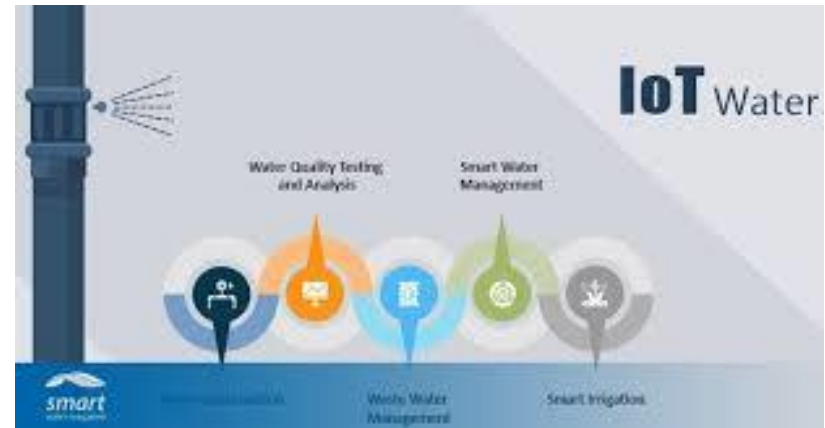 IoT Water
Water Quality Testing
and Analysis
Smart Water
Management
Waste Water
Management
Smart Irrigation
smart